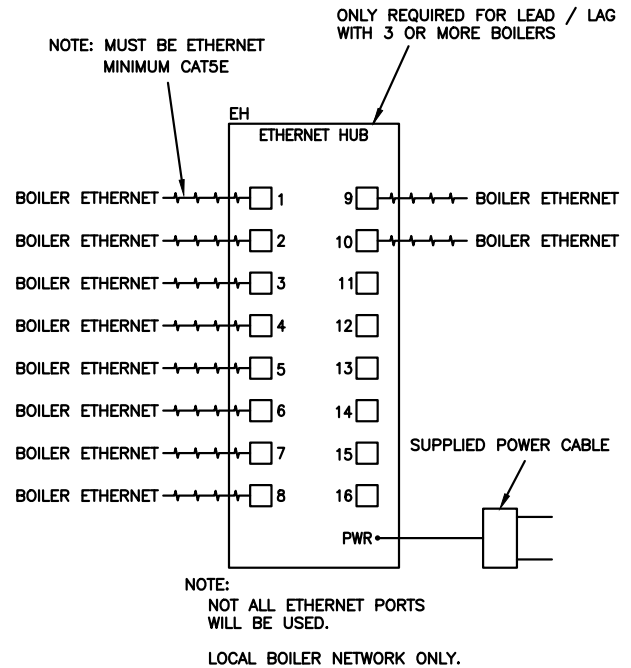 ONLY REQUIRED FOR LEAD / LAG
WITH 3 OR MORE BOILERS
NOTE: MUST BE ETHERNET
MINIMUM CAT5E
EH
ETHERNET HUB
BOILER ETHERNET 1 9 BOILER ETHERNET
BOILER ETHERNET 2 10 BOILER ETHERNET
BOILER ETHERNET 3 11
BOILER ETHERNET 4 12
BOILER ETHERNET 5 13
BOILER ETHERNET 6 14
BOILER ETHERNET 7 15
BOILER ETHERNET 8 16
SUPPLIED POWER CABLE
PWR
NOTE:
NOT ALL ETHERNET PORTS
WILL BE USED.
LOCAL BOILER NETWORK ONLY.